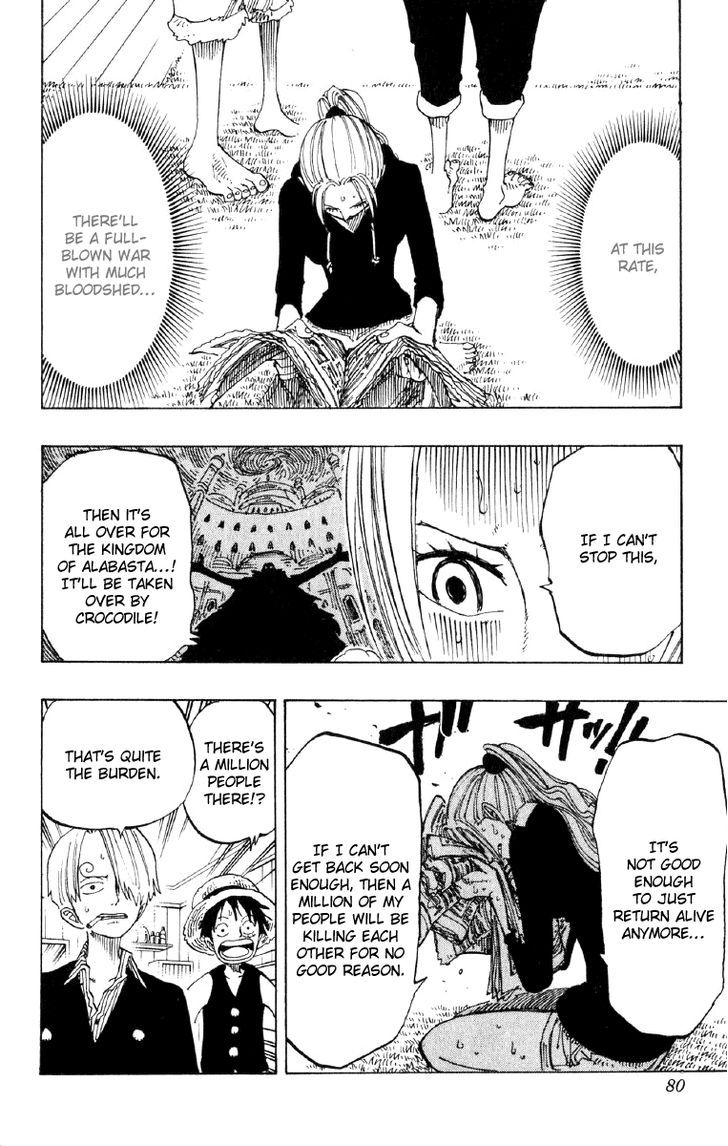 AT THIS
RATE,
THERE'LL
BE A FULL-
BLOWN WAR
WITH MUCH
BLOODSHED...
IF I CAN'T
STOP THIS,
THEN IT'S
ALL OVER FOR
THE KINGDOM
OF ALABASTA...!
IT'LL BE TAKEN
OVER BY
CROCODILE!
ガサッ!!
IT'S
NOT GOOD
ENOUGH
TO JUST
RETURN ALIVE
ANYMORE...
IF I CAN'T
GET BACK SOON
ENOUGH, THEN A
MILLION OF MY
PEOPLE WILL BE
KILLING EACH
OTHER FOR NO
GOOD REASON.
THERE'S
A MILLION
PEOPLE
THERE!?
THAT'S QUITE
THE BURDEN.
80